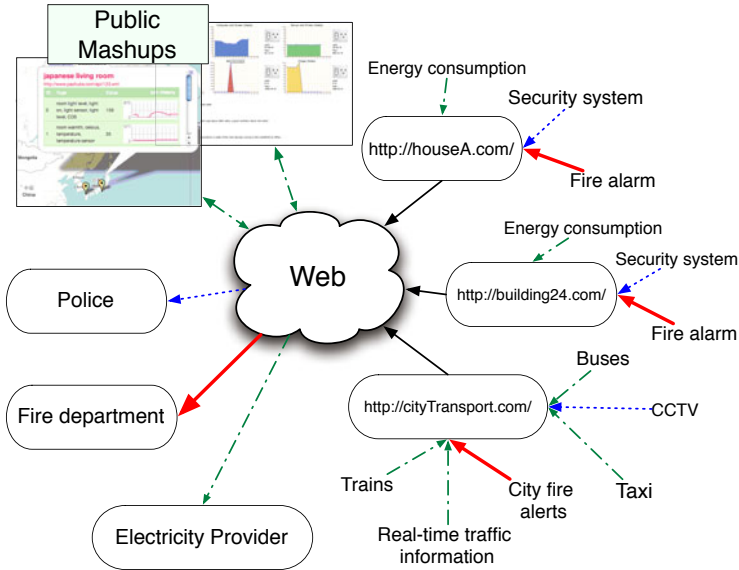 Public
Mashups
japanese living room
Energy consumption
Security system
http://houseA.com/
Fire alarm
Mongolia
China
Web
Energy consumption
Security system
http://building24.com/
Fire alarm
Police
Buses
http://cityTransport.com/
CCTV
Fire department
Trains
City fire
alerts
Taxi
Real-time traffic
information
Electricity Provider